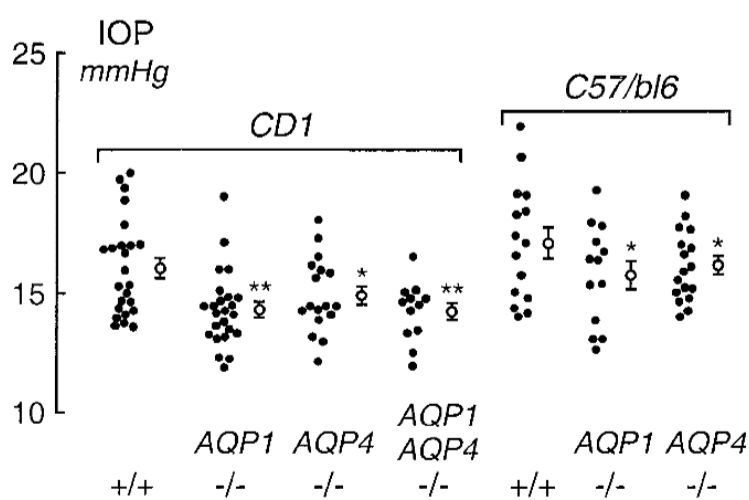 IOP
mmHg
25
20
15
10
CD1
C57/bl6
**
*
**
*
*
AQP1 AQP4 AQP1 AQP4 AQP1 AQP4
+/+ -/- -/- -/- +/+ -/- -/-